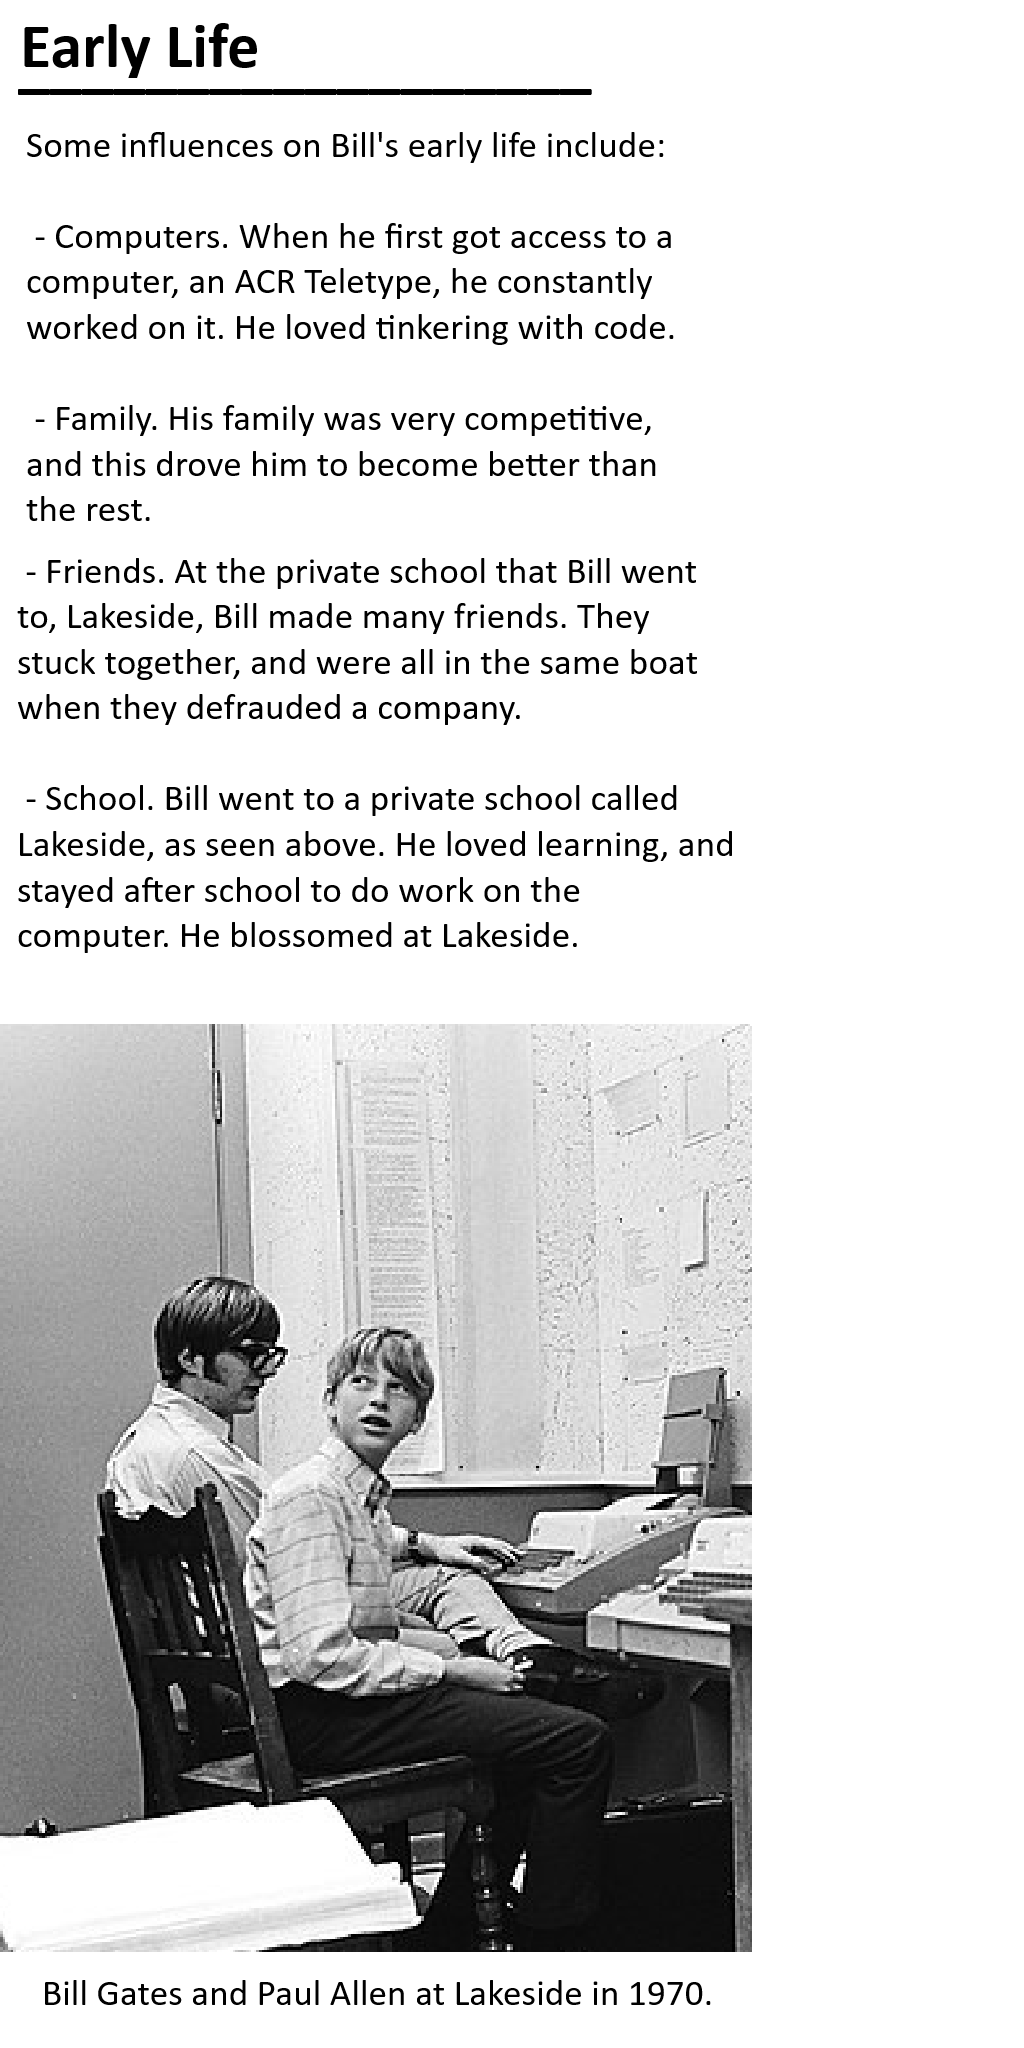 Early Life
Some influences on Bill's early life include:
- Computers. When he first got access to a
computer, an ACR Teletype, he constantly
worked on it. He loved tinkering with code.
- Family. His family was very competitive,
and this drove him to become better than
the rest.
- Friends. At the private school that Bill went
to, Lakeside, Bill made many friends. They
stuck together, and were all in the same boat
when they defrauded a company.
- School. Bill went to a private school called
Lakeside, as seen above. He loved learning, and
stayed after school to do work on the
computer. He blossomed at Lakeside.
Bill Gates and Paul Allen at Lakeside in 1970.